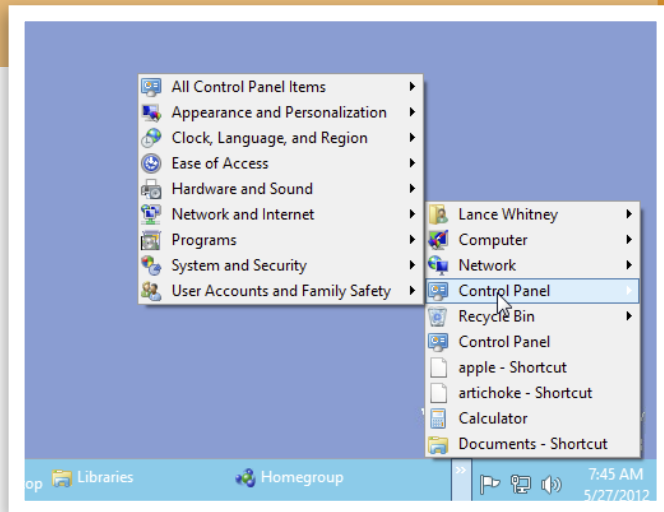 All Control Panel Items
Appearance and Personalization
Clock, Language, and Region
Ease of Access
Hardware and Sound
Network and Internet
Programs
System and Security
User Accounts and Family Safety
Lance Whitney
Computer
Network
Control Panel
Recycle Bin
Control Panel
apple - Shortcut
artichoke - Shortcut
Calculator
Documents - Shortcut
op
Libraries
Homegroup
»
7:45 AM
5/27/2012